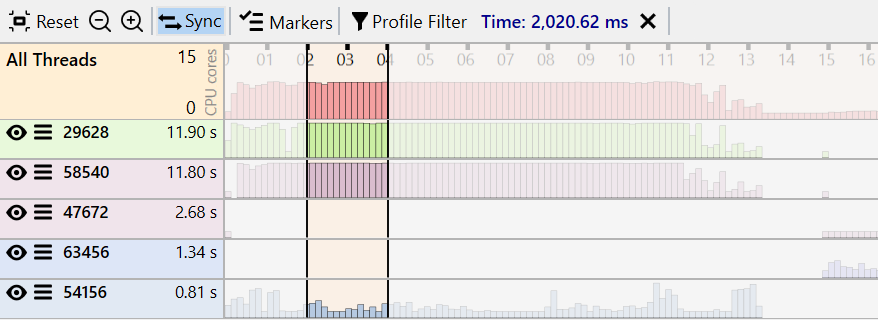 Reset Sync Markers Profile Filter Time: 2,020.62 ms
All Threads 15 0 CPU cores
0 01 02 03 04 05 06 07 08 09 10 11 12 13 14 15 16
29628 11.90 s
58540 11.80 s
47672 2.68 s
63456 1.34 s
54156 0.81 s